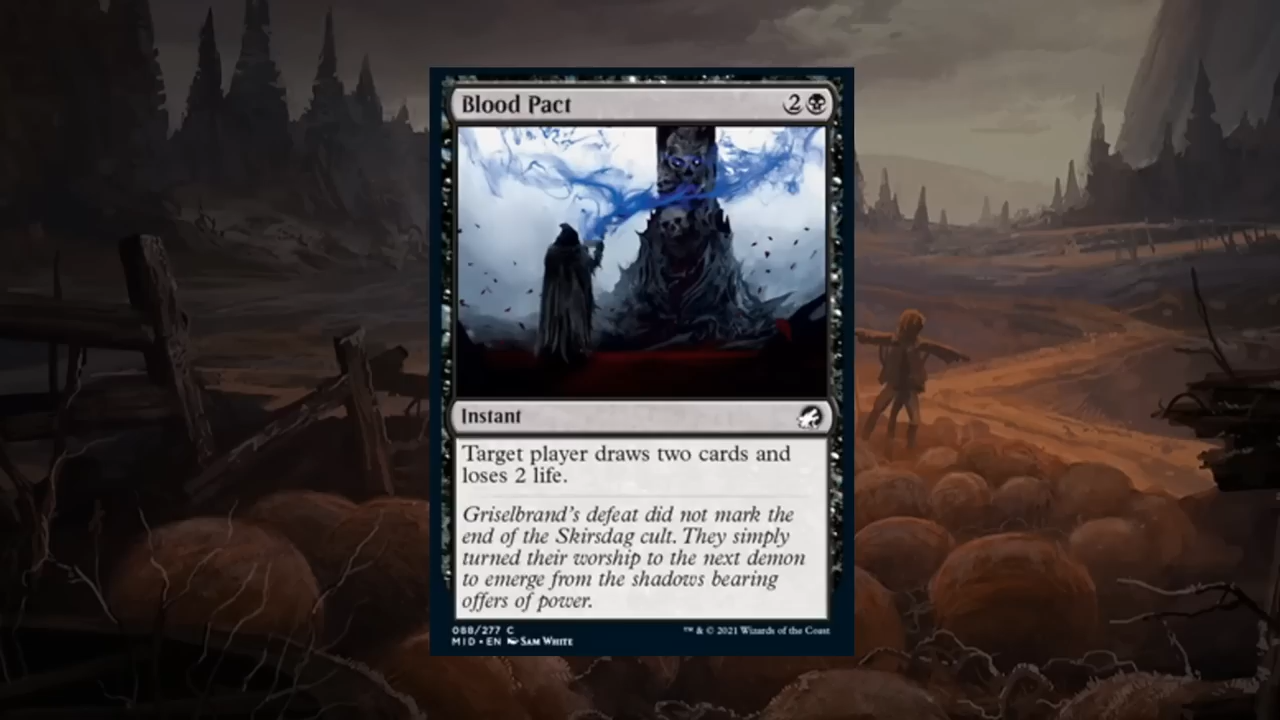 Blood Pact 2
Instant
Target player draws two cards and
loses 2 life.
Griselbrand's defeat did not mark the
end of the Skirsdag cult. They simply
turned their worship to the next demon
to emerge from the shadows bearing
offers of power.
088/277 C ™ & © 2021 Wizards of the Coast
MID • EN Sam White